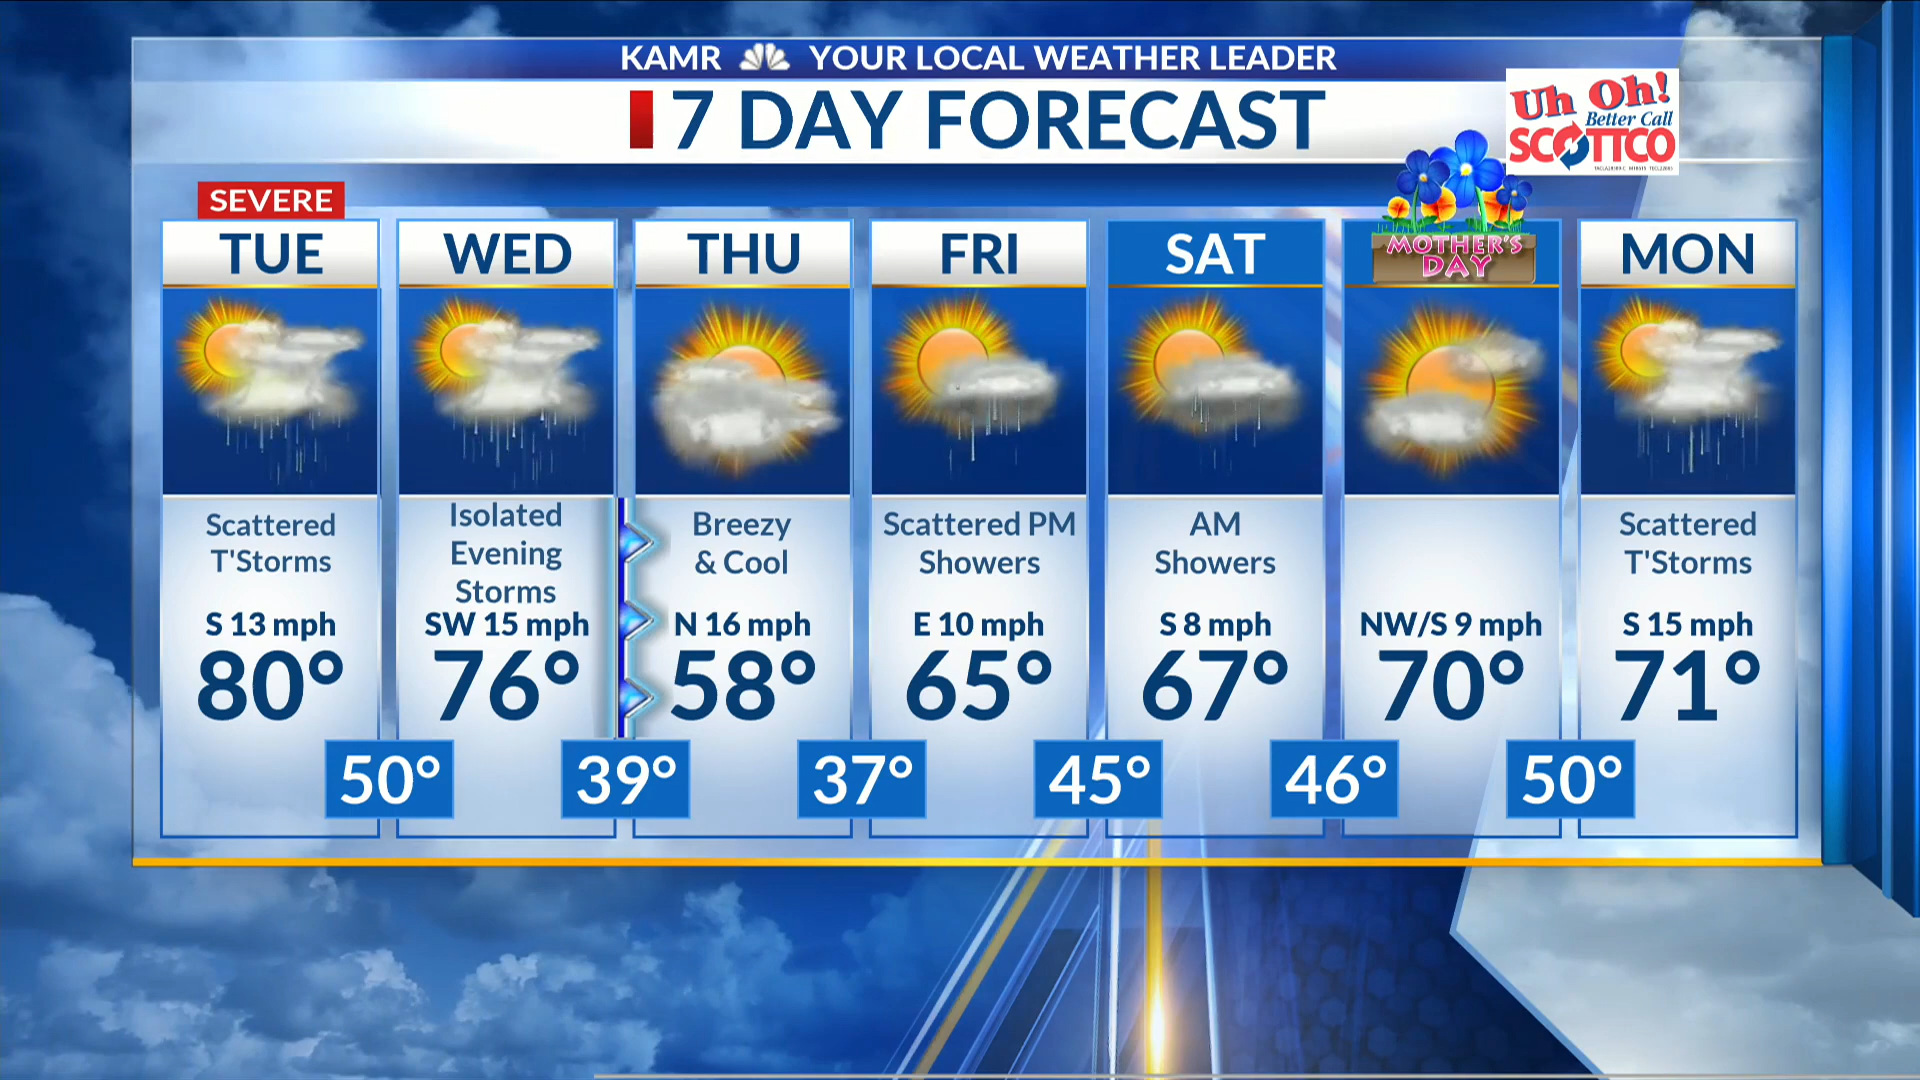 KAMR YOUR LOCAL WEATHER LEADER
7 DAY FORECAST
Uh Oh!
Better Call
SCOTTCO
SEVERE
TUE
WED
THU
FRI
SAT
MOTHER'S
DAY
MON
Scattered
T'Storms
S 13 mph
80°
Isolated
Evening
Storms
SW 15 mph
76°
Breezy
& Cool
N 16 mph
58°
Scattered PM
Showers
E 10 mph
65°
AM
Showers
S 8 mph
67°
NW/S 9 mph
70°
Scattered
T'Storms
S 15 mph
71°
50°
39°
37°
45°
46°
50°